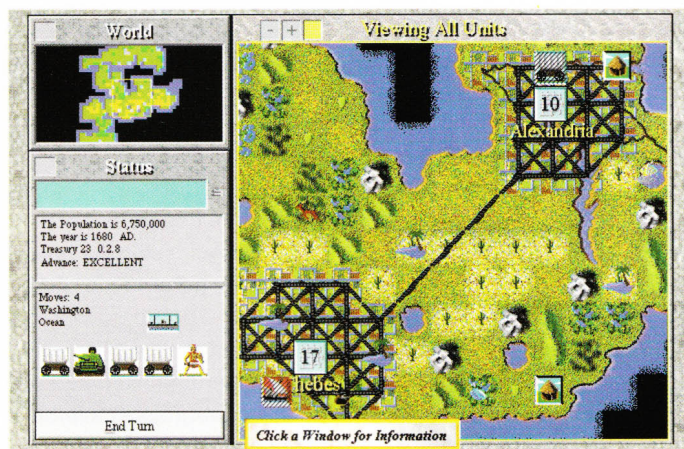 World
- +
Viewing All Units
10
Alexandria
Status
The Population is 6,750,000
The year is 1680 AD.
Treasury 23 0.2.8
Advance: EXCELLENT
Moves: 4
Washington
Ocean
17
Thebes
End Turn
Click a Window for Information